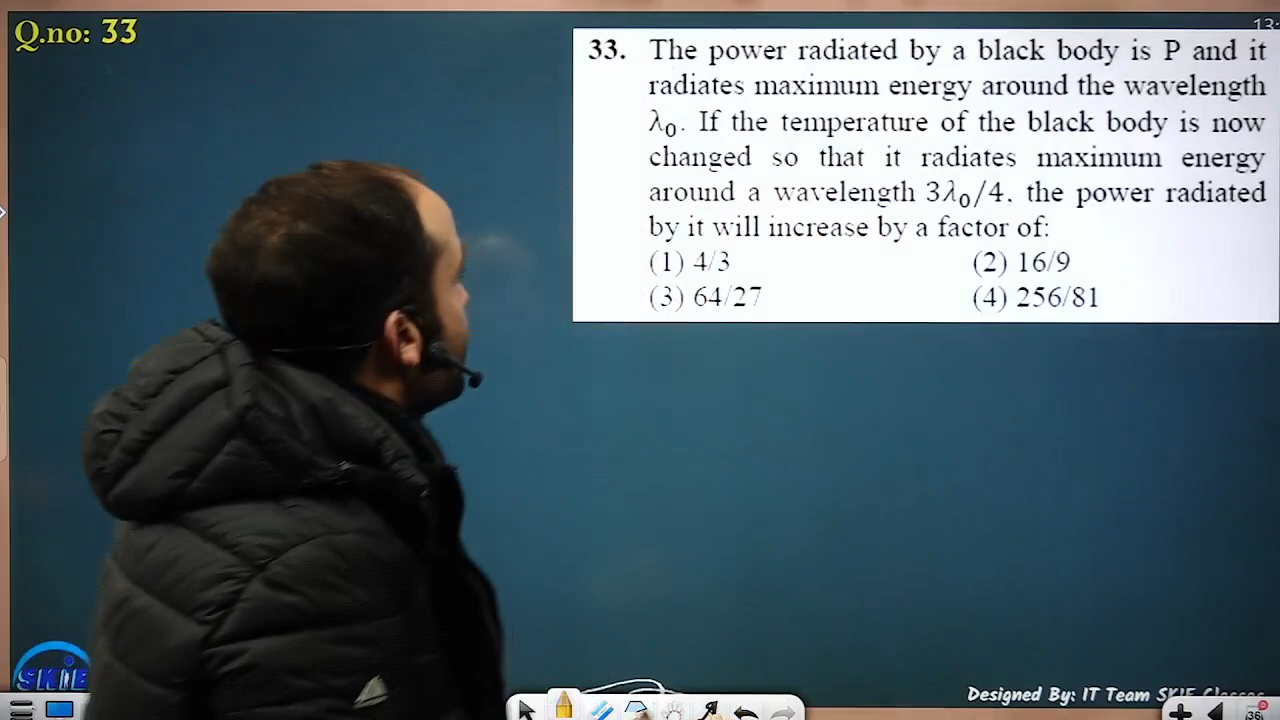 Q.no: 33
33. The power radiated by a black body is P and it
radiates maximum energy around the wavelength
λ₀. If the temperature of the black body is now
changed so that it radiates maximum energy
around a wavelength 3λ₀/4. the power radiated
by it will increase by a factor of:
(1) 4/3 (2) 16/9
(3) 64/27 (4) 256/81
SKIE
Designed By: IT Team SKIE Classes